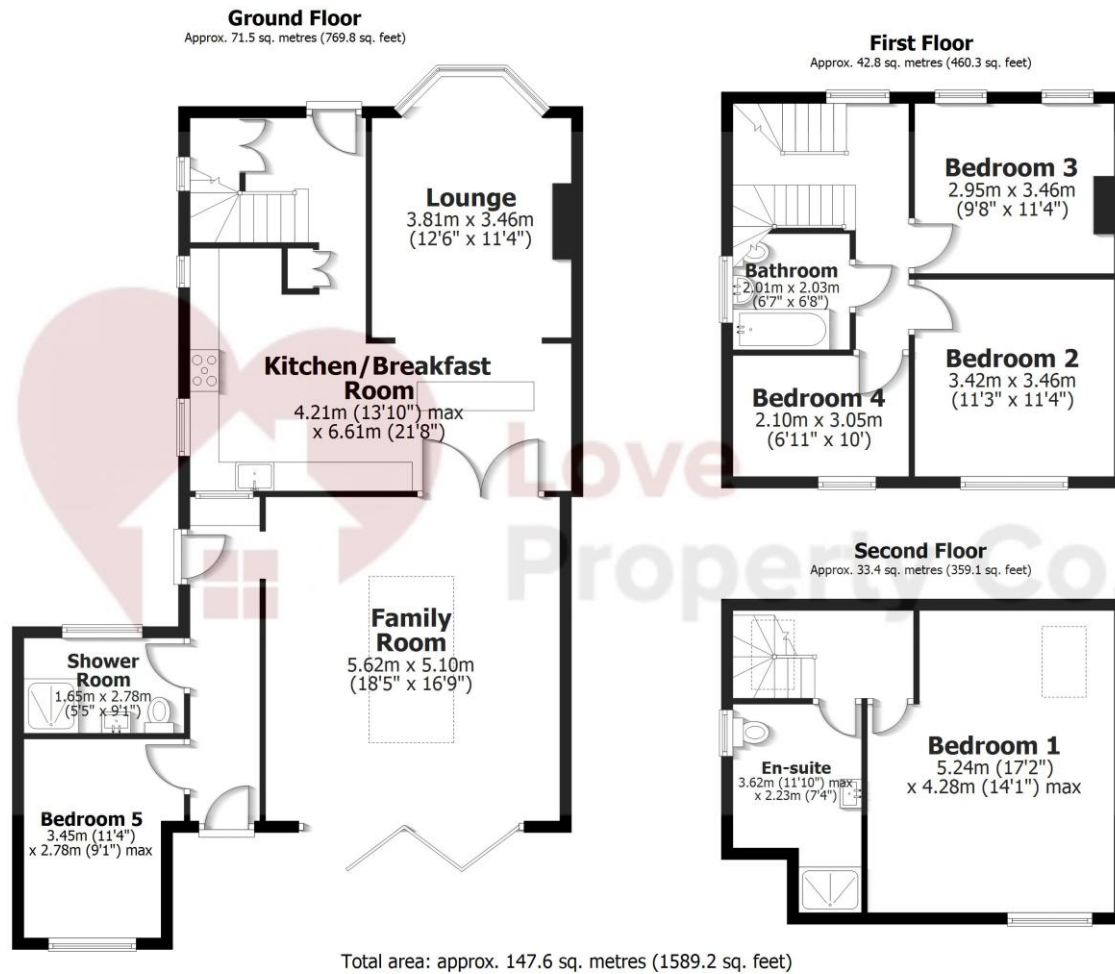 Ground Floor
Approx. 71.5 sq. metres (769.8 sq. feet)
Lounge
3.81m x 3.46m
(12'6" x 11'4")
Kitchen/Breakfast
Room
4.21m (13'10") max
x 6.61m (21'8")
Family
Room
5.62m x 5.10m
(18'5" x 16'9")
Shower
Room
1.65m x 2.78m
(5'5" x 9'1")
Bedroom 5
3.45m (11'4")
x 2.78m (9'1") max
First Floor
Approx. 42.8 sq. metres (460.3 sq. feet)
Bedroom 3
2.95m x 3.46m
(9'8" x 11'4")
Bathroom
2.01m x 2.03m
(6'7" x 6'8")
Bedroom 2
3.42m x 3.46m
(11'3" x 11'4")
Bedroom 4
2.10m x 3.05m
(6'11" x 10')
Second Floor
Approx. 33.4 sq. metres (359.1 sq. feet)
Bedroom 1
5.24m (17'2")
x 4.28m (14'1") max
En-suite
3.62m (11'10") max
x 2.23m (7'4")
Love
Property Co.
Total area: approx. 147.6 sq. metres (1589.2 sq. feet)